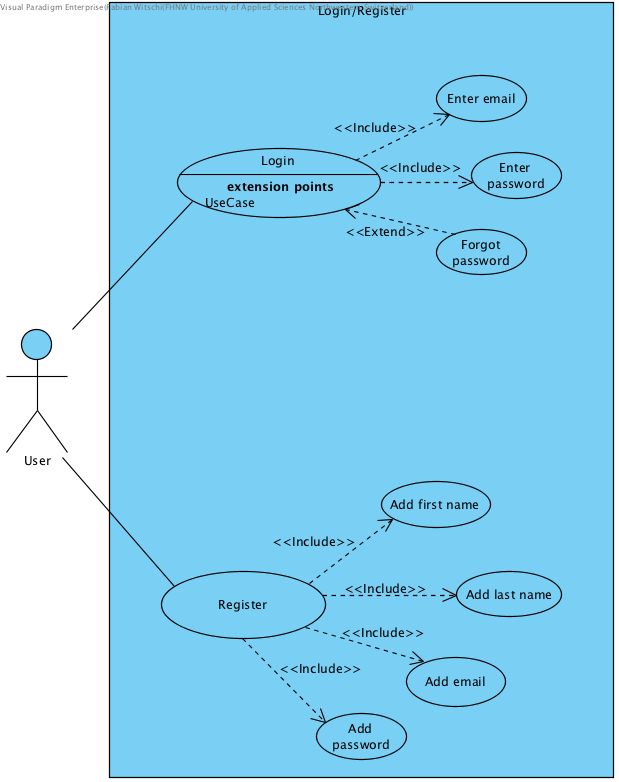 Visual Paradigm Enterprise(Fabian Witschi(FHNW University of Applied Sciences Northwestern Switzerland))
Login/Register
Enter email
<<Include>>
Login
<<Include>>
Enter
password
extension points
UseCase
<<Extend>>
Forgot
password
User
Add first name
<<Include>>
<<Include>>
Add last name
Register
<<Include>>
<<Include>>
Add email
Add
password